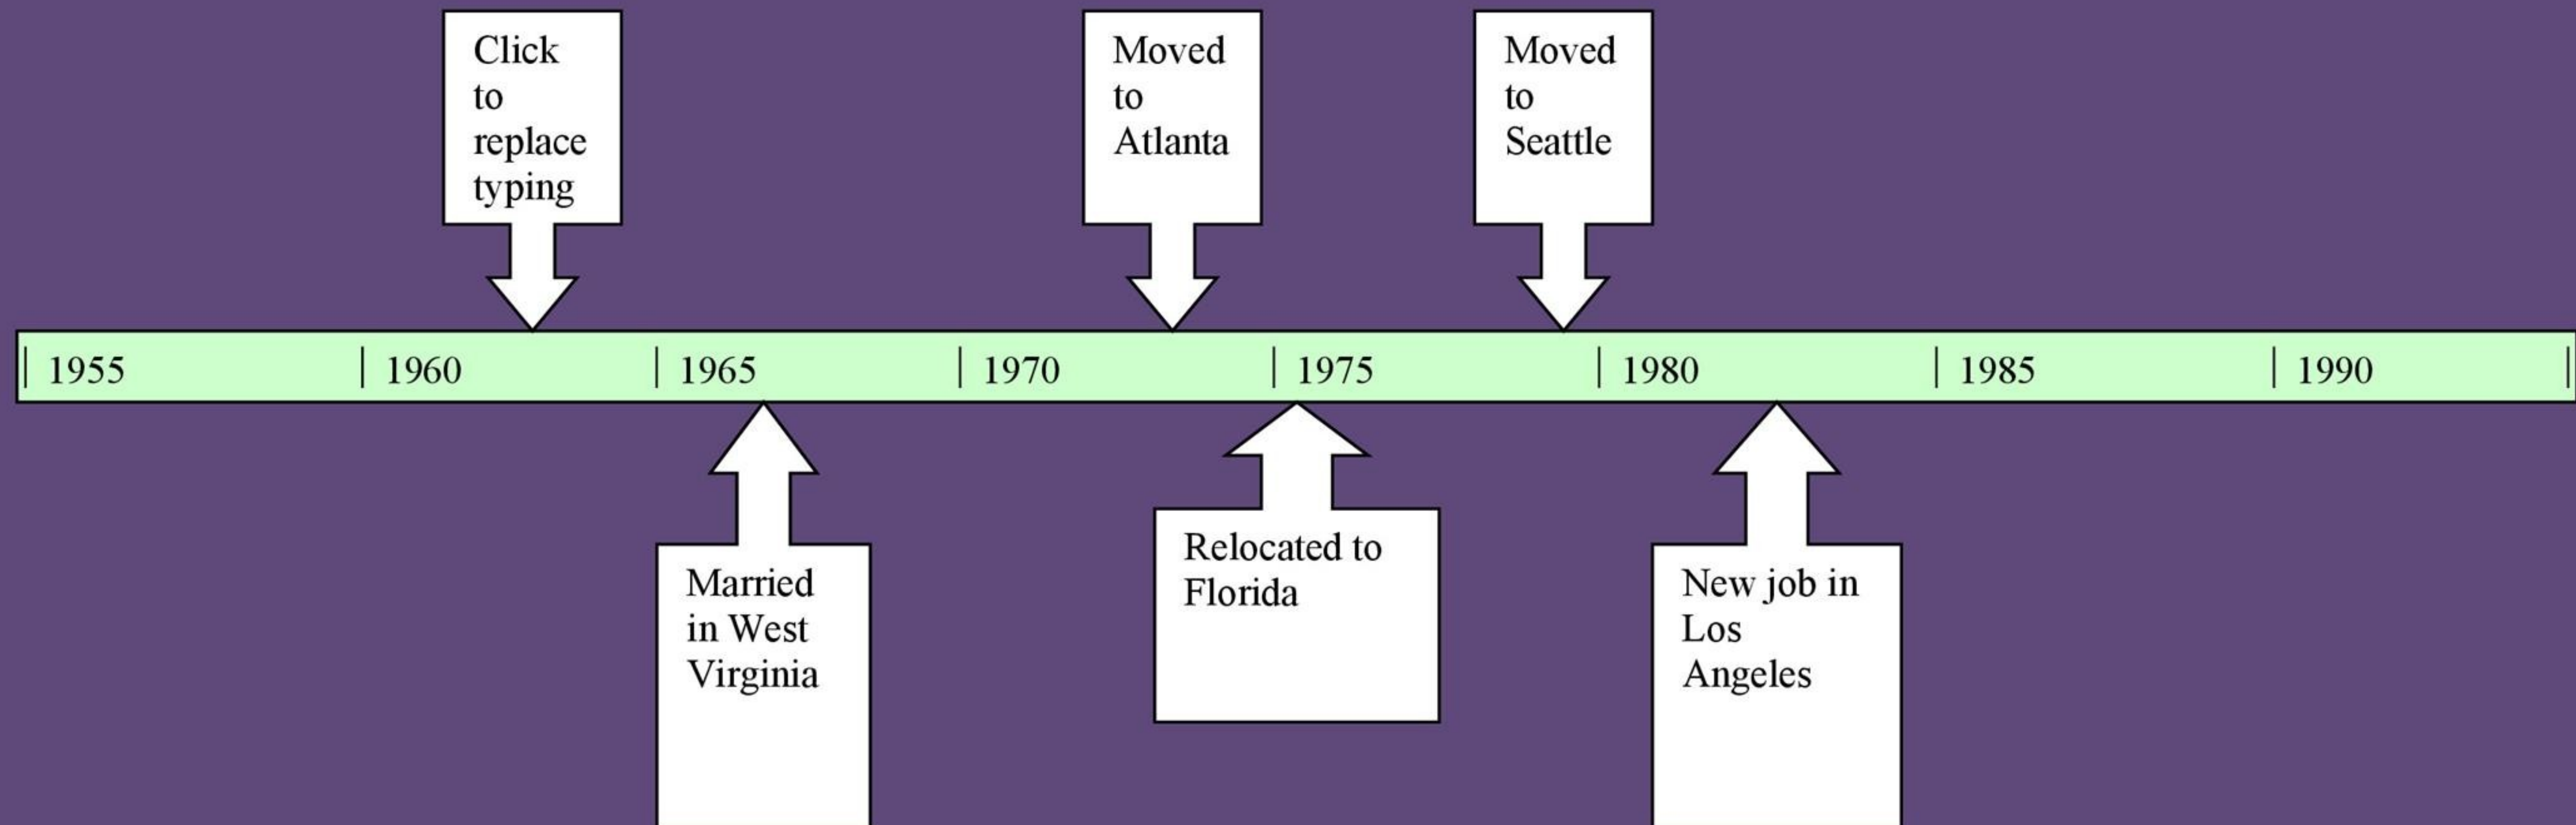 Click
to
replace
typing
Moved
to
Atlanta
Moved
to
Seattle
| 1955 | 1960 | 1965 | 1970 | 1975 | 1980 | 1985 | 1990 |
Married
in West
Virginia
Relocated to
Florida
New job in
Los
Angeles